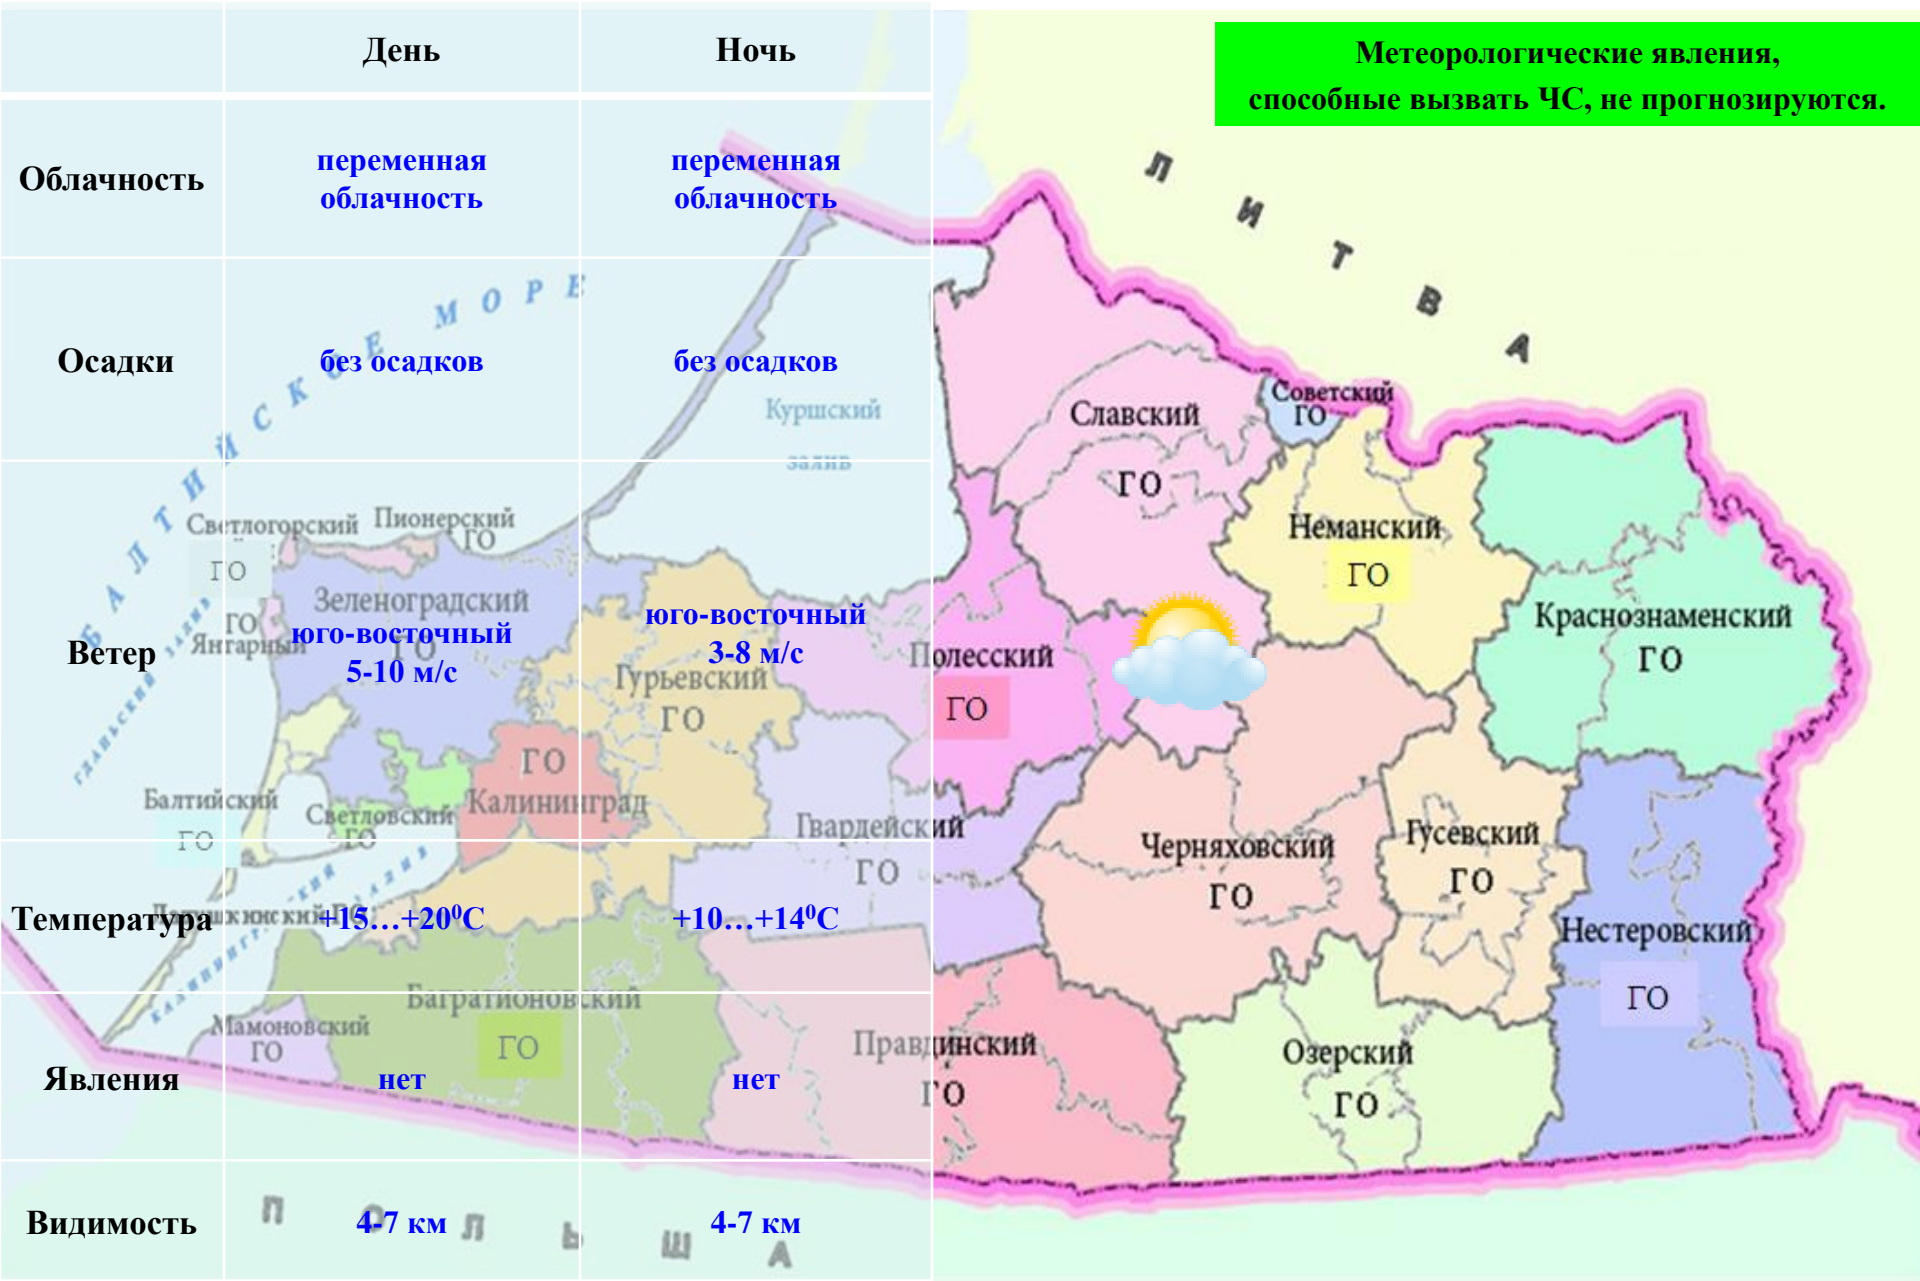 День
Ночь
Метеорологические явления,
способные вызвать ЧС, не прогнозируются.
Облачность
переменная
облачность
переменная
облачность
Осадки
без осадков
без осадков
Ветер
юго-восточный
5-10 м/с
юго-восточный
3-8 м/с
Температура
+15…+20⁰С
+10…+14⁰С
Явления
нет
нет
Видимость
4-7 км
4-7 км
БАЛТИЙСКОЕ МОРЕ
ЛИТВА
ПОЛЬША
Куршский
залив
Светлогорский
ГО
Пионерский
ГО
Зеленоградский
ГО
ГО
Янтарный
Гурьевский
ГО
Полесский
ГО
Славский
ГО
Советский
ГО
Неманский
ГО
Краснознаменский
ГО
Балтийский
ГО
Светловский
ГО
ГО
Калининград
Гвардейский
ГО
Черняховский
ГО
Гусевский
ГО
Нестеровский
ГО
Мамоновский
ГО
Багратионовский
ГО
Правдинский
ГО
Озерский
ГО